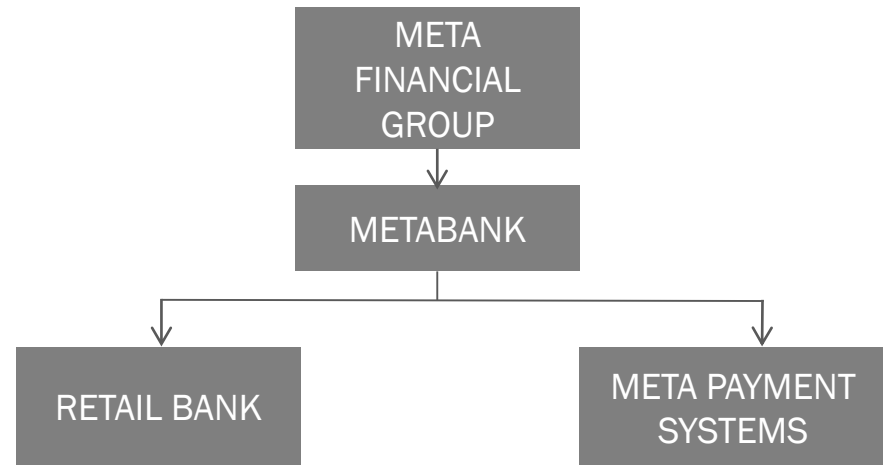 META
FINANCIAL
GROUP
METABANK
RETAIL BANK
META PAYMENT
SYSTEMS